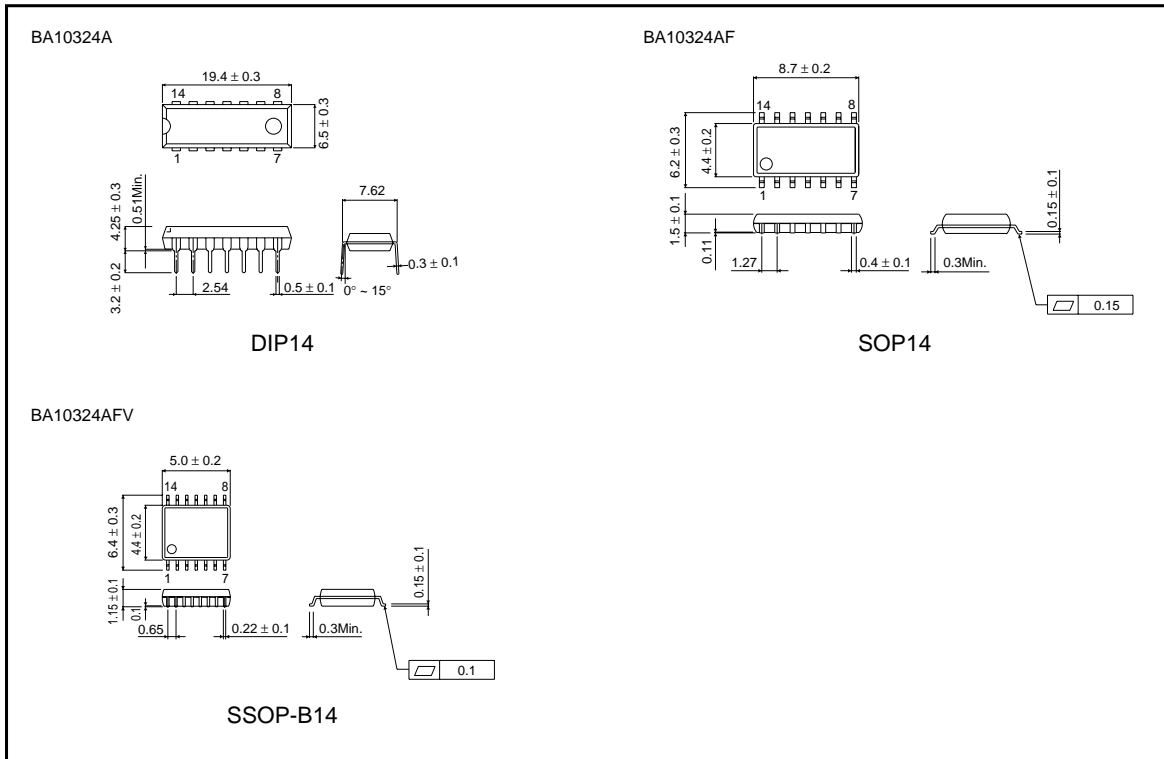 BA10324A
19.4 ± 0.3
14 8
6.5 ± 0.3
1 7
4.25 ± 0.3
0.51Min.
3.2 ± 0.2
2.54
0.5 ± 0.1
7.62
0.3 ± 0.1
0° ~ 15°
DIP14
BA10324AF
8.7 ± 0.2
14 8
6.2 ± 0.3
4.4 ± 0.2
1 7
1.5 ± 0.1
0.11
1.27
0.4 ± 0.1
0.15 ± 0.1
0.3Min.
0.15
SOP14
BA10324AFV
5.0 ± 0.2
14 8
6.4 ± 0.3
4.4 ± 0.2
1 7
1.15 ± 0.1
0.1
0.65
0.22 ± 0.1
0.15 ± 0.1
0.3Min.
0.1
SSOP-B14